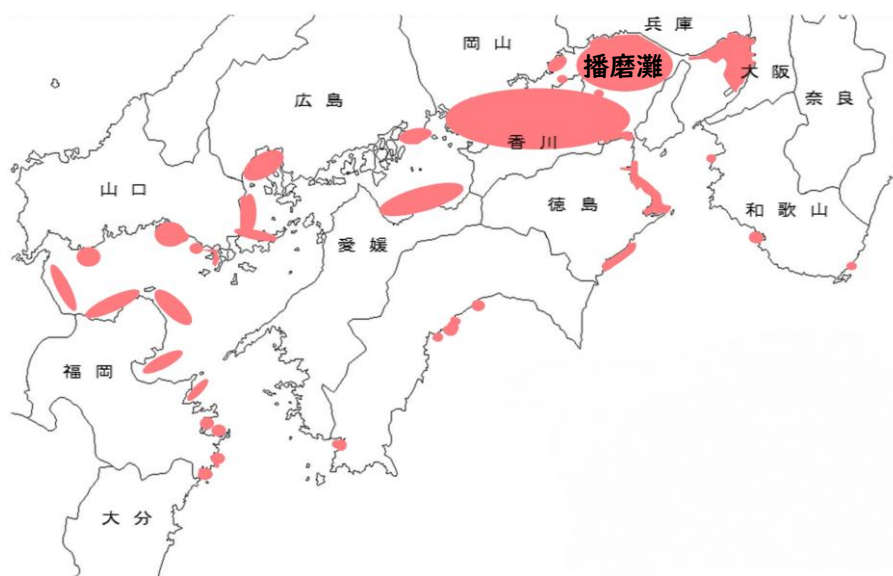 兵庫
岡山
播磨灘
大阪
広島
奈良
香川
山口
徳島
和歌山
愛媛
福岡
大分